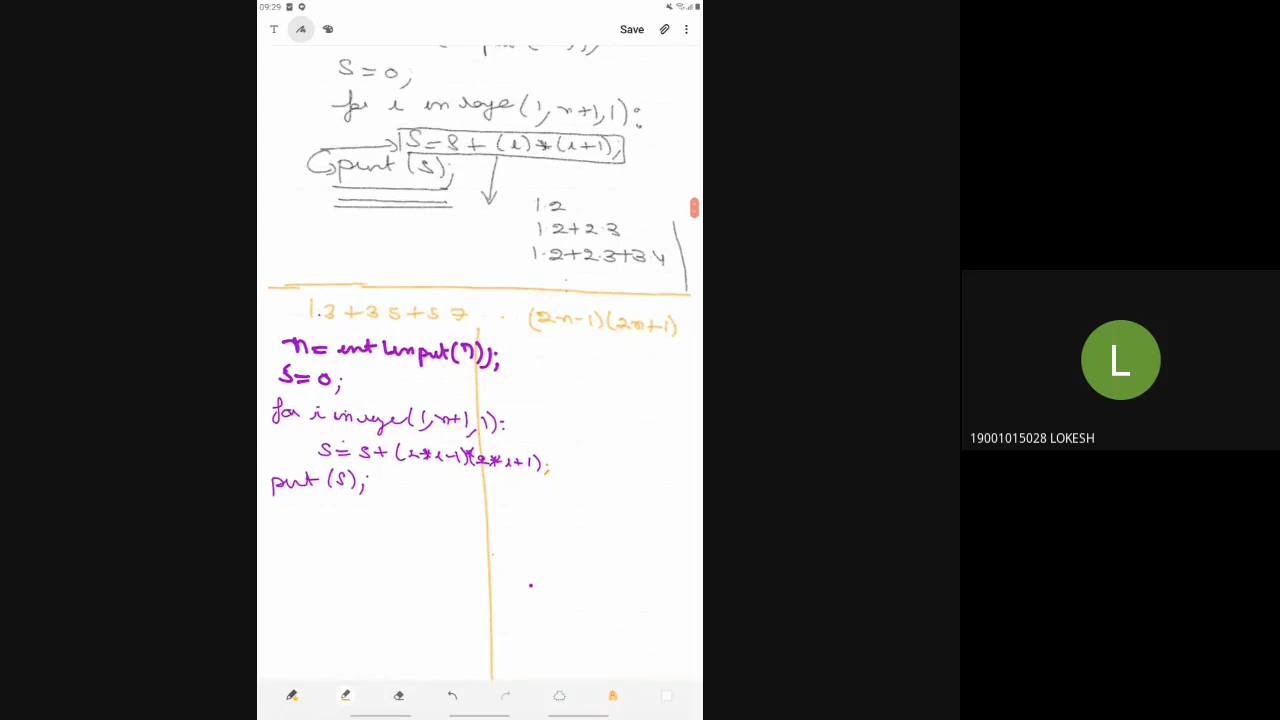 09:29
T
Save
S=0;
for i in range(1, n+1, 1):
S=S+(i)*(i+1);
print(S);
1.2
1.2+2.3
1.2+2.3+3.4
1.3+3 5+5 7 . (2n-1)(2n+1)
n= int(input(n));
S=0;
for i in range(1, n+1, 1):
S=S+(2*i-1)*(2*i+1);
print(S);
L
19001015028 LOKESH